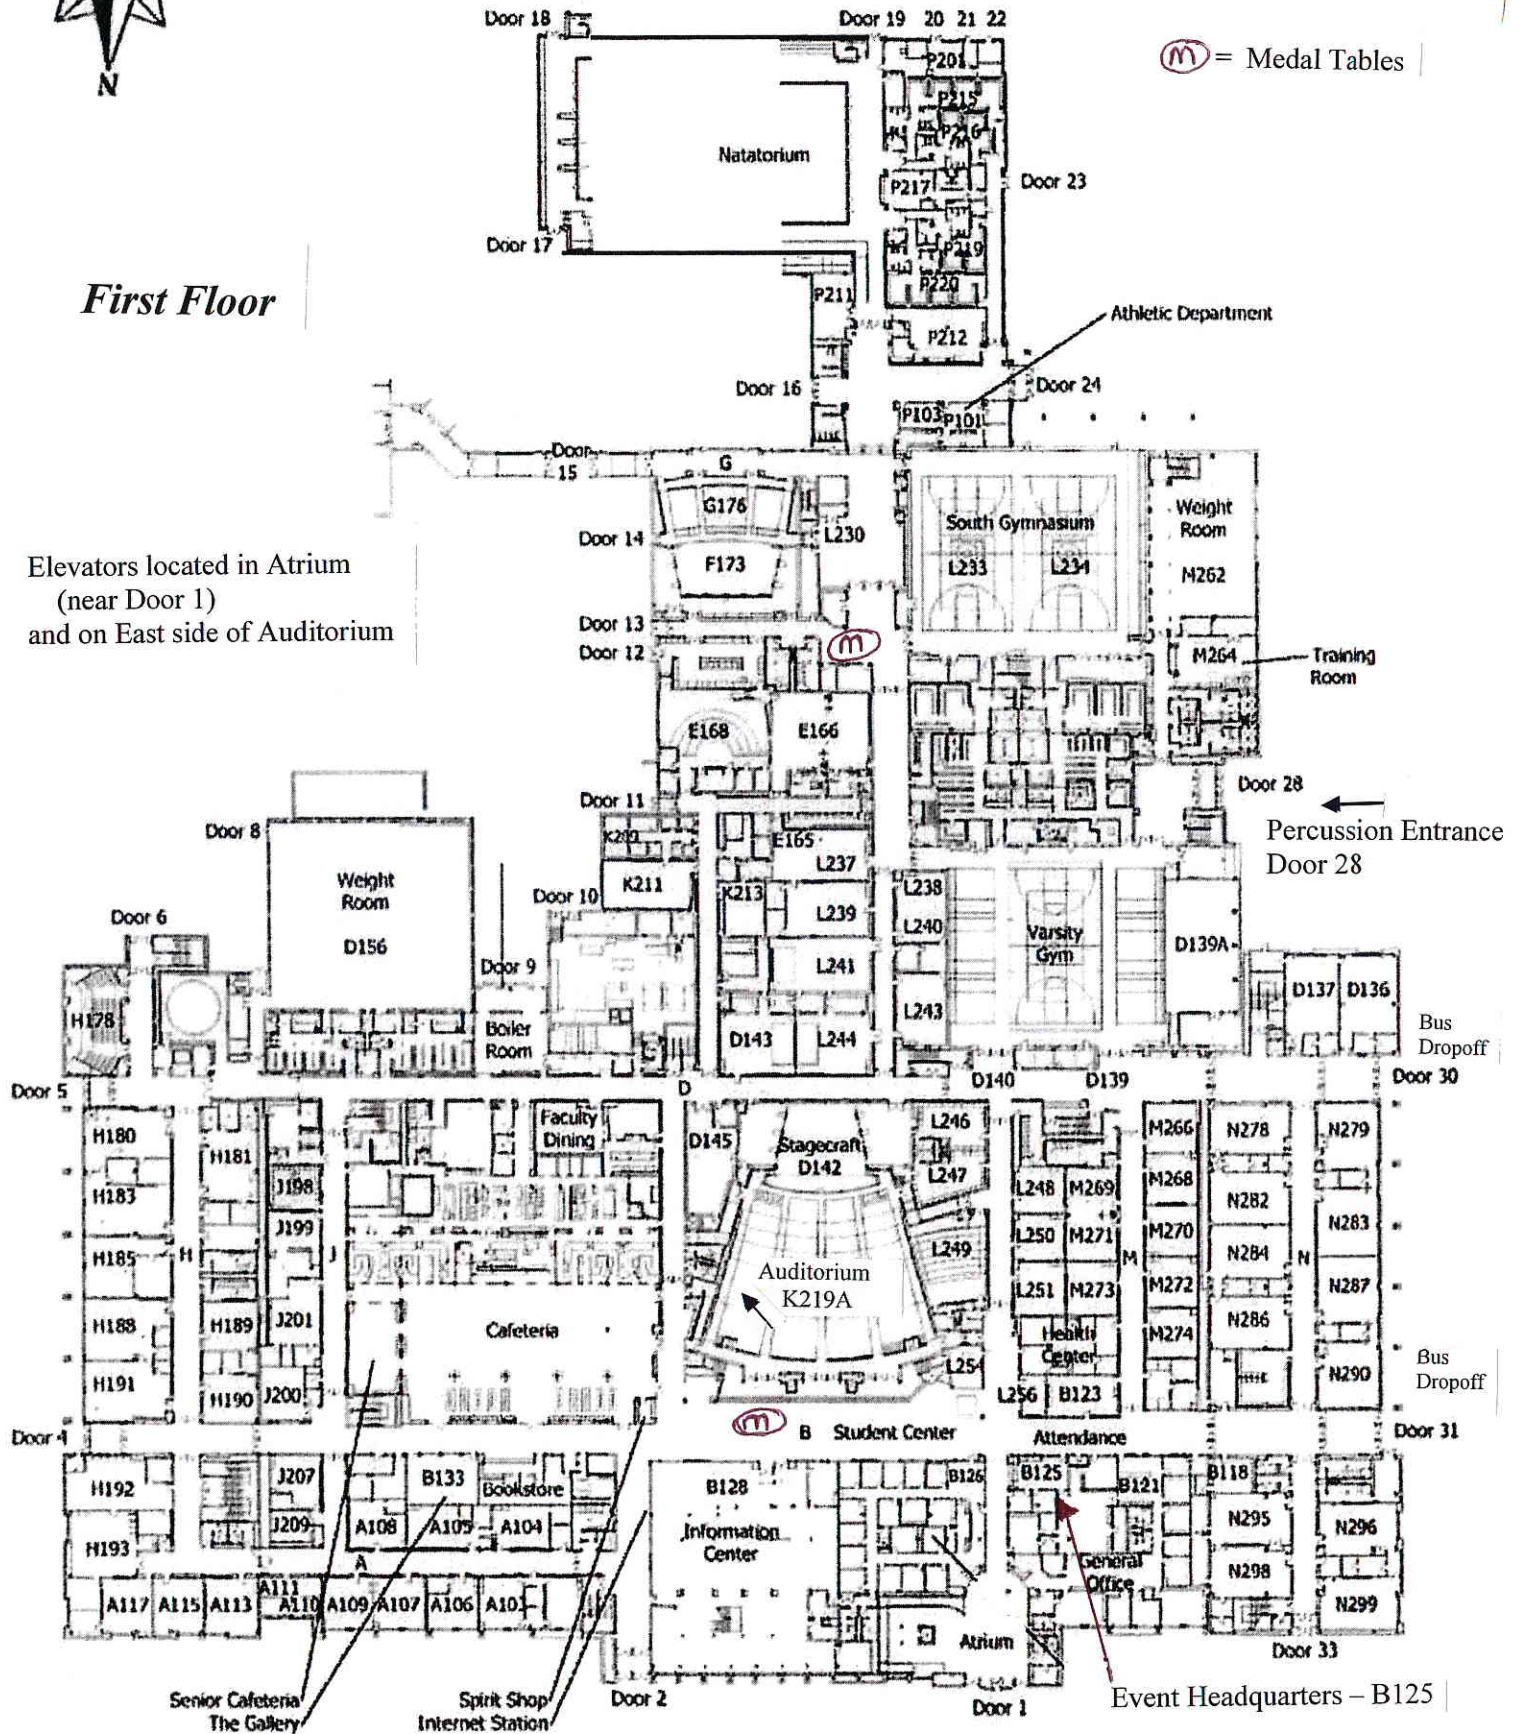 Door 18
Door 19 20 21 22
N
M = Medal Tables
P201
P215
P216
Natatorium
P217
Door 23
Door 17
P219
P220
First Floor
P211
Athletic Department
P212
Door 16
Door 24
P103
P101
Door
15
G
G176
South Gymnasium
Weight
Room
Door 14
L230
Elevators located in Atrium
(near Door 1)
and on East side of Auditorium
F173
L233
L234
M262
Door 13
Door 12
M
M264
Training
Room
E168
E166
Door 11
Door 28
Percussion Entrance
Door 28
Door 8
E165
L237
Weight
Room
D156
Door 10
K211
K213
L238
L239
L240
Door 6
Varsity
Gym
D139A
Door 9
L241
D137
D136
H178
Boiler
Room
L243
D143
L244
Bus
Dropoff
Door 5
D
D140
D139
Door 30
H180
H181
Faculty
Dining
D145
Stagecraft
D142
L246
L247
M266
N278
N279
H183
J198
L248
M269
M268
N282
J199
L250
M271
M270
N283
H185
H
J
L249
M
N284
N
Auditorium
K219A
L251
M273
M272
N287
H188
H189
J201
Cafeteria
Health
Center
M274
N286
H191
H190
J200
L254
L256
B123
N290
Bus
Dropoff
Door 4
M
B
Student Center
Attendance
Door 31
H192
J207
B133
Bookstore
B128
B126
B125
B121
B118
J209
A108
A105
A104
Information
Center
N295
N296
H193
A
General
Office
N298
A117
A115
A113
A111
A110
A109
A107
A106
A101
N299
Atrium
Door 33
Senior Cafeteria
The Gallery
Spirit Shop
Internet Station
Door 2
Door 1
Event Headquarters – B125